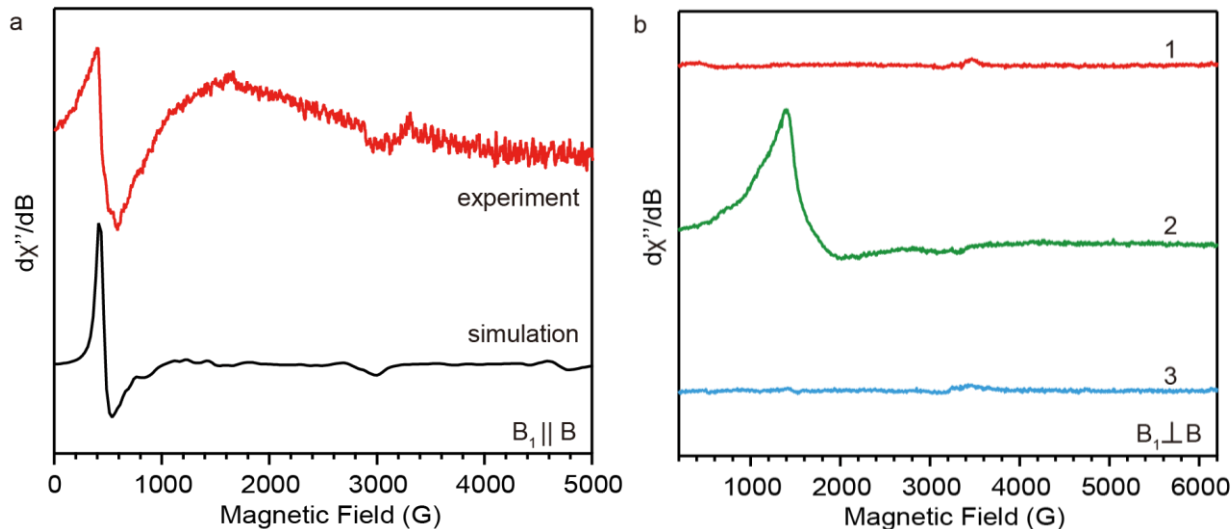 a
experiment
simulation
B₁ || B
dχ''/dB
0 1000 2000 3000 4000 5000
Magnetic Field (G)
b
1
2
3
B₁⊥B
dχ''/dB
1000 2000 3000 4000 5000 6000
Magnetic Field (G)